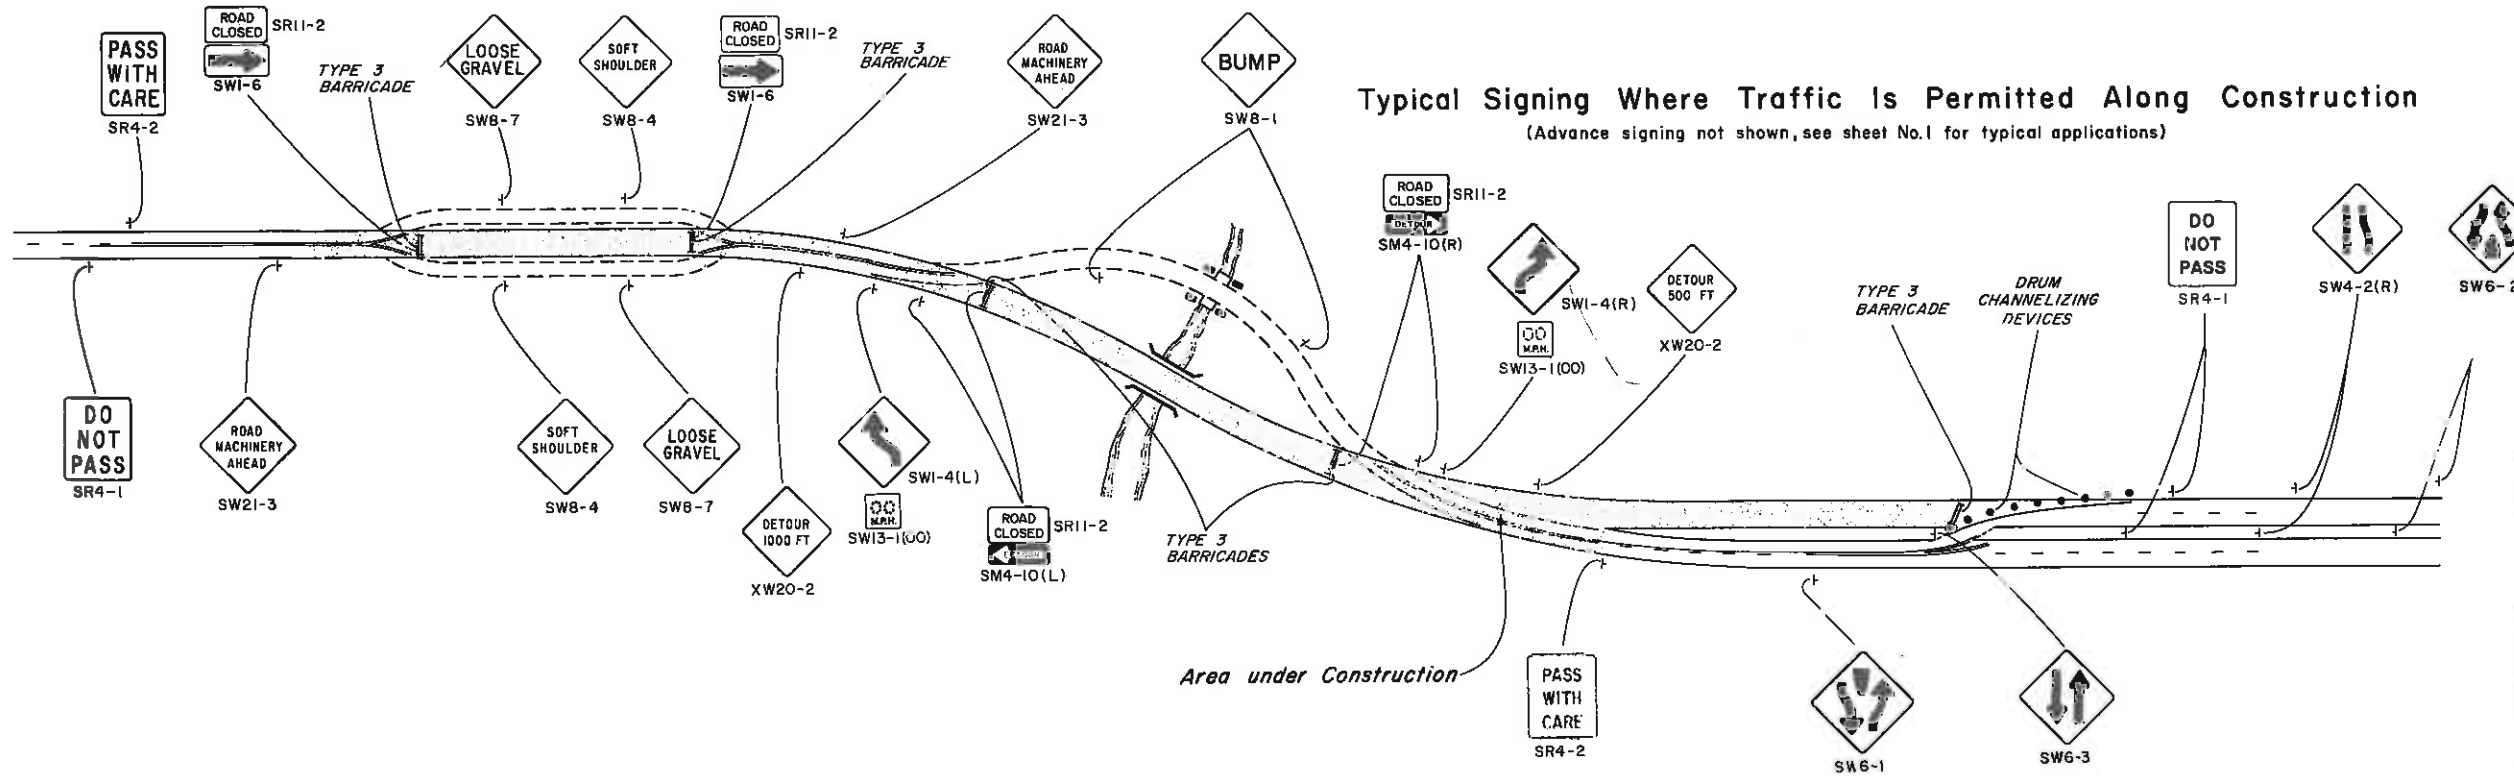 Typical Signing Where Traffic Is Permitted Along Construction
(Advance signing not shown, see sheet No.1 for typical applications)
PASS
WITH
CARE
SR4-2
ROAD
CLOSED
SR11-2
SW1-6
TYPE 3
BARRICADE
LOOSE
GRAVEL
SW8-7
SOFT
SHOULDER
SW8-4
ROAD
CLOSED
SR11-2
SW1-6
TYPE 3
BARRICADE
ROAD
MACHINERY
AHEAD
SW21-3
BUMP
SW8-1
ROAD
CLOSED
SR11-2
DETOUR
SM4-10(R)
SW1-4(R)
00
M.P.H.
SW13-1(00)
DETOUR
500 FT
XW20-2
TYPE 3
BARRICADE
DRUM
CHANNELIZING
DEVICES
DO
NOT
PASS
SR4-1
SW4-2(R)
SW6-2
DO
NOT
PASS
SR4-1
ROAD
MACHINERY
AHEAD
SW21-3
SOFT
SHOULDER
SW8-4
LOOSE
GRAVEL
SW8-7
DETOUR
1000 FT
XW20-2
SW1-4(L)
00
M.P.H.
SW13-1(00)
ROAD
CLOSED
SR11-2
SM4-10(L)
TYPE 3
BARRICADES
Area under Construction
PASS
WITH
CARE
SR4-2
SW6-1
SW6-3